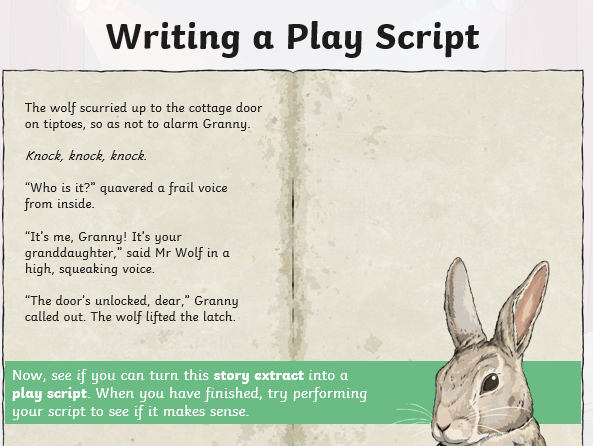 Writing a Play Script
The wolf scurried up to the cottage door
on tiptoes, so as not to alarm Granny.
Knock, knock, knock.
“Who is it?” quavered a frail voice
from inside.
“It’s me, Granny! It’s your
granddaughter,” said Mr Wolf in a
high, squeaking voice.
“The door’s unlocked, dear,” Granny
called out. The wolf lifted the latch.
Now, see if you can turn this story extract into a
play script. When you have finished, try performing
your script to see if it makes sense.